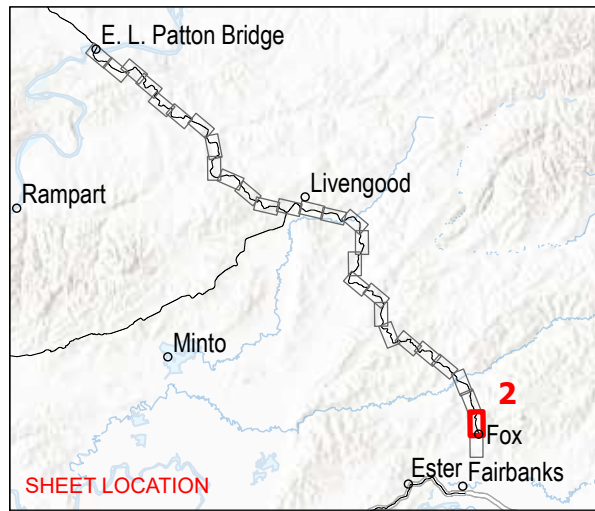 E. L. Patton Bridge
Livengood
Rampart
Minto
2
Fox
Ester Fairbanks
SHEET LOCATION